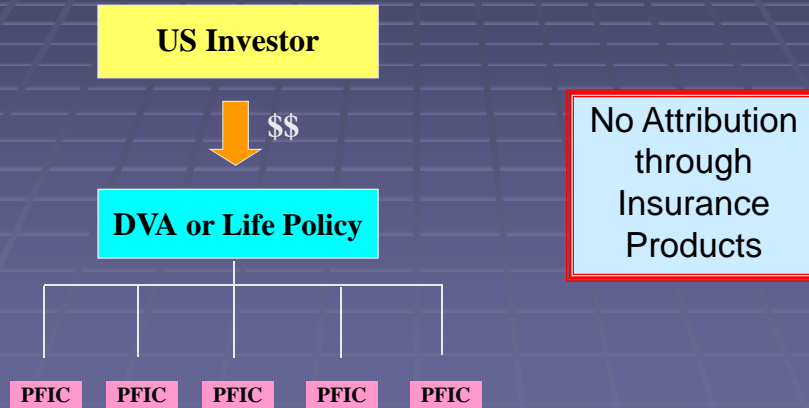 US Investor
$$
No Attribution
through
Insurance
Products
DVA or Life Policy
PFIC PFIC PFIC PFIC PFIC